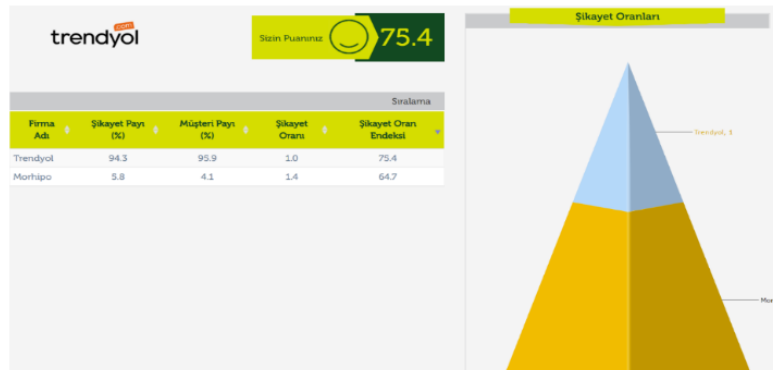 Şikayet Oranları
trendyol
.com
Sizin Puanınız
75.4
Sıralama
Firma Adı Şikayet Payı (%) Müşteri Payı (%) Şikayet Oranı Şikayet Oran Endeksi
Trendyol 94.3 95.9 1.0 75.4
Morhipo 5.8 4.1 1.4 64.7
Trendyol, 1
Mor